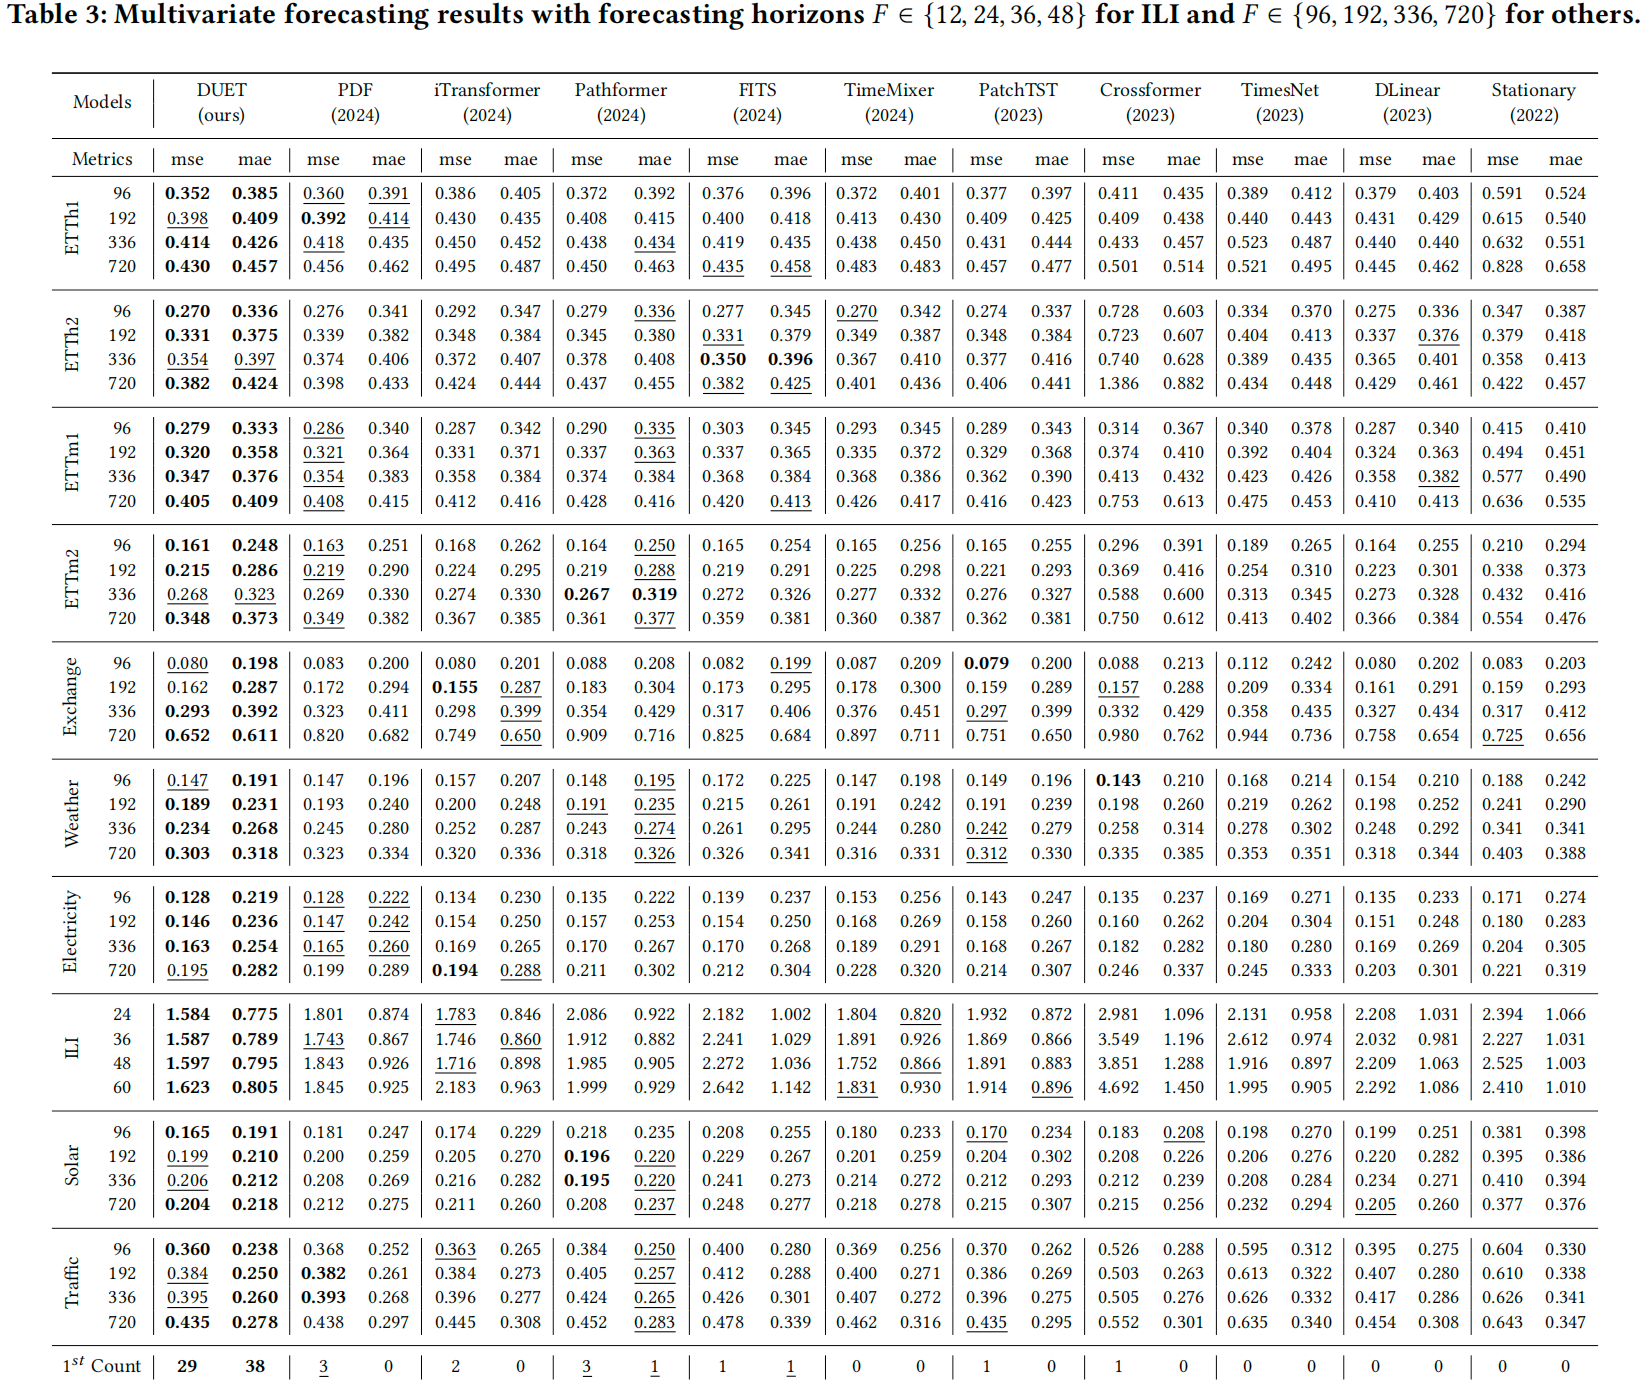 Table 3: Multivariate forecasting results with forecasting horizons F ∈ {12, 24, 36, 48} for ILI and F ∈ {96, 192, 336, 720} for others.
Models DUET (ours) PDF (2024) iTransformer (2024) Pathformer (2024) FITS (2024) TimeMixer (2024) PatchTST (2023) Crossformer (2023) TimesNet (2023) DLinear (2023) Stationary (2022)
Metrics mse mae mse mae mse mae mse mae mse mae mse mae mse mae mse mae mse mae mse mae mse mae
ETTh1
96 0.352 0.385 0.360 0.391 0.386 0.405 0.372 0.392 0.376 0.396 0.372 0.401 0.377 0.397 0.411 0.435 0.389 0.412 0.379 0.403 0.591 0.524
192 0.398 0.409 0.392 0.414 0.430 0.435 0.408 0.415 0.400 0.418 0.413 0.430 0.409 0.425 0.409 0.438 0.440 0.443 0.431 0.429 0.615 0.540
336 0.414 0.426 0.418 0.435 0.450 0.452 0.438 0.434 0.419 0.435 0.438 0.450 0.431 0.444 0.433 0.457 0.523 0.487 0.440 0.440 0.632 0.551
720 0.430 0.457 0.456 0.462 0.495 0.487 0.450 0.463 0.435 0.458 0.483 0.483 0.457 0.477 0.501 0.514 0.521 0.495 0.445 0.462 0.828 0.658
ETTh2
96 0.270 0.336 0.276 0.341 0.292 0.347 0.279 0.336 0.277 0.345 0.270 0.342 0.274 0.337 0.728 0.603 0.334 0.370 0.275 0.336 0.347 0.387
192 0.331 0.375 0.339 0.382 0.348 0.384 0.345 0.380 0.331 0.379 0.349 0.387 0.348 0.384 0.723 0.607 0.404 0.413 0.337 0.376 0.379 0.418
336 0.354 0.397 0.374 0.406 0.372 0.407 0.378 0.408 0.350 0.396 0.367 0.410 0.377 0.416 0.740 0.628 0.389 0.435 0.365 0.401 0.358 0.413
720 0.382 0.424 0.398 0.433 0.424 0.444 0.437 0.455 0.382 0.425 0.401 0.436 0.406 0.441 1.386 0.882 0.434 0.448 0.429 0.461 0.422 0.457
ETTm1
96 0.279 0.333 0.286 0.340 0.287 0.342 0.290 0.335 0.303 0.345 0.293 0.345 0.289 0.343 0.314 0.367 0.340 0.378 0.287 0.340 0.415 0.410
192 0.320 0.358 0.321 0.364 0.331 0.371 0.337 0.363 0.337 0.365 0.335 0.372 0.329 0.368 0.374 0.410 0.392 0.404 0.324 0.363 0.494 0.451
336 0.347 0.376 0.354 0.383 0.358 0.384 0.374 0.384 0.368 0.384 0.368 0.386 0.362 0.390 0.413 0.432 0.423 0.426 0.358 0.382 0.577 0.490
720 0.405 0.409 0.408 0.415 0.412 0.416 0.428 0.416 0.420 0.413 0.426 0.417 0.416 0.423 0.753 0.613 0.475 0.453 0.410 0.413 0.636 0.535
ETTm2
96 0.161 0.248 0.163 0.251 0.168 0.262 0.164 0.250 0.165 0.254 0.165 0.256 0.165 0.255 0.296 0.391 0.189 0.265 0.164 0.255 0.210 0.294
192 0.215 0.286 0.219 0.290 0.224 0.295 0.219 0.288 0.219 0.291 0.225 0.298 0.221 0.293 0.369 0.416 0.254 0.310 0.223 0.301 0.338 0.373
336 0.268 0.323 0.269 0.330 0.274 0.330 0.267 0.319 0.272 0.326 0.277 0.332 0.276 0.327 0.588 0.600 0.313 0.345 0.273 0.328 0.432 0.416
720 0.348 0.373 0.349 0.382 0.367 0.385 0.361 0.377 0.359 0.381 0.360 0.387 0.362 0.381 0.750 0.612 0.413 0.402 0.366 0.384 0.554 0.476
Exchange
96 0.080 0.198 0.083 0.200 0.080 0.201 0.088 0.208 0.082 0.199 0.087 0.209 0.079 0.200 0.088 0.213 0.112 0.242 0.080 0.202 0.083 0.203
192 0.162 0.287 0.172 0.294 0.155 0.287 0.183 0.304 0.173 0.295 0.178 0.300 0.159 0.289 0.157 0.288 0.209 0.334 0.161 0.291 0.159 0.293
336 0.293 0.392 0.323 0.411 0.298 0.399 0.354 0.429 0.317 0.406 0.376 0.451 0.297 0.399 0.332 0.429 0.358 0.435 0.327 0.434 0.317 0.412
720 0.652 0.611 0.820 0.682 0.749 0.650 0.909 0.716 0.825 0.684 0.897 0.711 0.751 0.650 0.980 0.762 0.944 0.736 0.758 0.654 0.725 0.656
Weather
96 0.147 0.191 0.147 0.196 0.157 0.207 0.148 0.195 0.172 0.225 0.147 0.198 0.149 0.196 0.143 0.210 0.168 0.214 0.154 0.210 0.188 0.242
192 0.189 0.231 0.193 0.240 0.200 0.248 0.191 0.235 0.215 0.261 0.191 0.242 0.191 0.239 0.198 0.260 0.219 0.262 0.198 0.252 0.241 0.290
336 0.234 0.268 0.245 0.280 0.252 0.287 0.243 0.274 0.261 0.295 0.244 0.280 0.242 0.279 0.258 0.314 0.278 0.302 0.248 0.292 0.341 0.341
720 0.303 0.318 0.323 0.334 0.320 0.336 0.318 0.326 0.326 0.341 0.316 0.331 0.312 0.330 0.335 0.385 0.353 0.351 0.318 0.344 0.403 0.388
Electricity
96 0.128 0.219 0.128 0.222 0.134 0.230 0.135 0.222 0.139 0.237 0.153 0.256 0.143 0.247 0.135 0.237 0.169 0.271 0.135 0.233 0.171 0.274
192 0.146 0.236 0.147 0.242 0.154 0.250 0.157 0.253 0.154 0.250 0.168 0.269 0.158 0.260 0.160 0.262 0.204 0.304 0.151 0.248 0.180 0.283
336 0.163 0.254 0.165 0.260 0.169 0.265 0.170 0.267 0.170 0.268 0.189 0.291 0.168 0.267 0.182 0.282 0.180 0.280 0.169 0.269 0.204 0.305
720 0.195 0.282 0.199 0.289 0.194 0.288 0.211 0.302 0.212 0.304 0.228 0.320 0.214 0.307 0.246 0.337 0.245 0.333 0.203 0.301 0.221 0.319
ILI
24 1.584 0.775 1.801 0.874 1.783 0.846 2.086 0.922 2.182 1.002 1.804 0.820 1.932 0.872 2.981 1.096 2.131 0.958 2.208 1.031 2.394 1.066
36 1.587 0.789 1.743 0.867 1.746 0.860 1.912 0.882 2.241 1.029 1.891 0.926 1.869 0.866 3.549 1.196 2.612 0.974 2.032 0.981 2.227 1.031
48 1.597 0.795 1.843 0.926 1.716 0.898 1.985 0.905 2.272 1.036 1.752 0.866 1.891 0.883 3.851 1.288 1.916 0.897 2.209 1.063 2.525 1.003
60 1.623 0.805 1.845 0.925 2.183 0.963 1.999 0.929 2.642 1.142 1.831 0.930 1.914 0.896 4.692 1.450 1.995 0.905 2.292 1.086 2.410 1.010
Solar
96 0.165 0.191 0.181 0.247 0.174 0.229 0.218 0.235 0.208 0.255 0.180 0.233 0.170 0.234 0.183 0.208 0.198 0.270 0.199 0.251 0.381 0.398
192 0.199 0.210 0.200 0.259 0.205 0.270 0.196 0.220 0.229 0.267 0.201 0.259 0.204 0.302 0.208 0.226 0.206 0.276 0.220 0.282 0.395 0.386
336 0.206 0.212 0.208 0.269 0.216 0.282 0.195 0.220 0.241 0.273 0.214 0.272 0.212 0.293 0.212 0.239 0.208 0.284 0.234 0.271 0.410 0.394
720 0.204 0.218 0.212 0.275 0.211 0.260 0.208 0.237 0.248 0.277 0.218 0.278 0.215 0.307 0.215 0.256 0.232 0.294 0.205 0.260 0.377 0.376
Traffic
96 0.360 0.238 0.368 0.252 0.363 0.265 0.384 0.250 0.400 0.280 0.369 0.256 0.370 0.262 0.526 0.288 0.595 0.312 0.395 0.275 0.604 0.330
192 0.384 0.250 0.382 0.261 0.384 0.273 0.405 0.257 0.412 0.288 0.400 0.271 0.386 0.269 0.503 0.263 0.613 0.322 0.407 0.280 0.610 0.338
336 0.395 0.260 0.393 0.268 0.396 0.277 0.424 0.265 0.426 0.301 0.407 0.272 0.396 0.275 0.505 0.276 0.626 0.332 0.417 0.286 0.626 0.341
720 0.435 0.278 0.438 0.297 0.445 0.308 0.452 0.283 0.478 0.339 0.462 0.316 0.435 0.295 0.552 0.301 0.635 0.340 0.454 0.308 0.643 0.347
1st Count 29 38 3 0 2 0 3 1 1 1 0 0 1 0 1 0 0 0 0 0 0 0